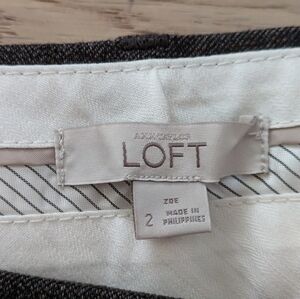 ANN TAYLOR
LOFT
ZOE
2 MADE IN
PHILIPPINES